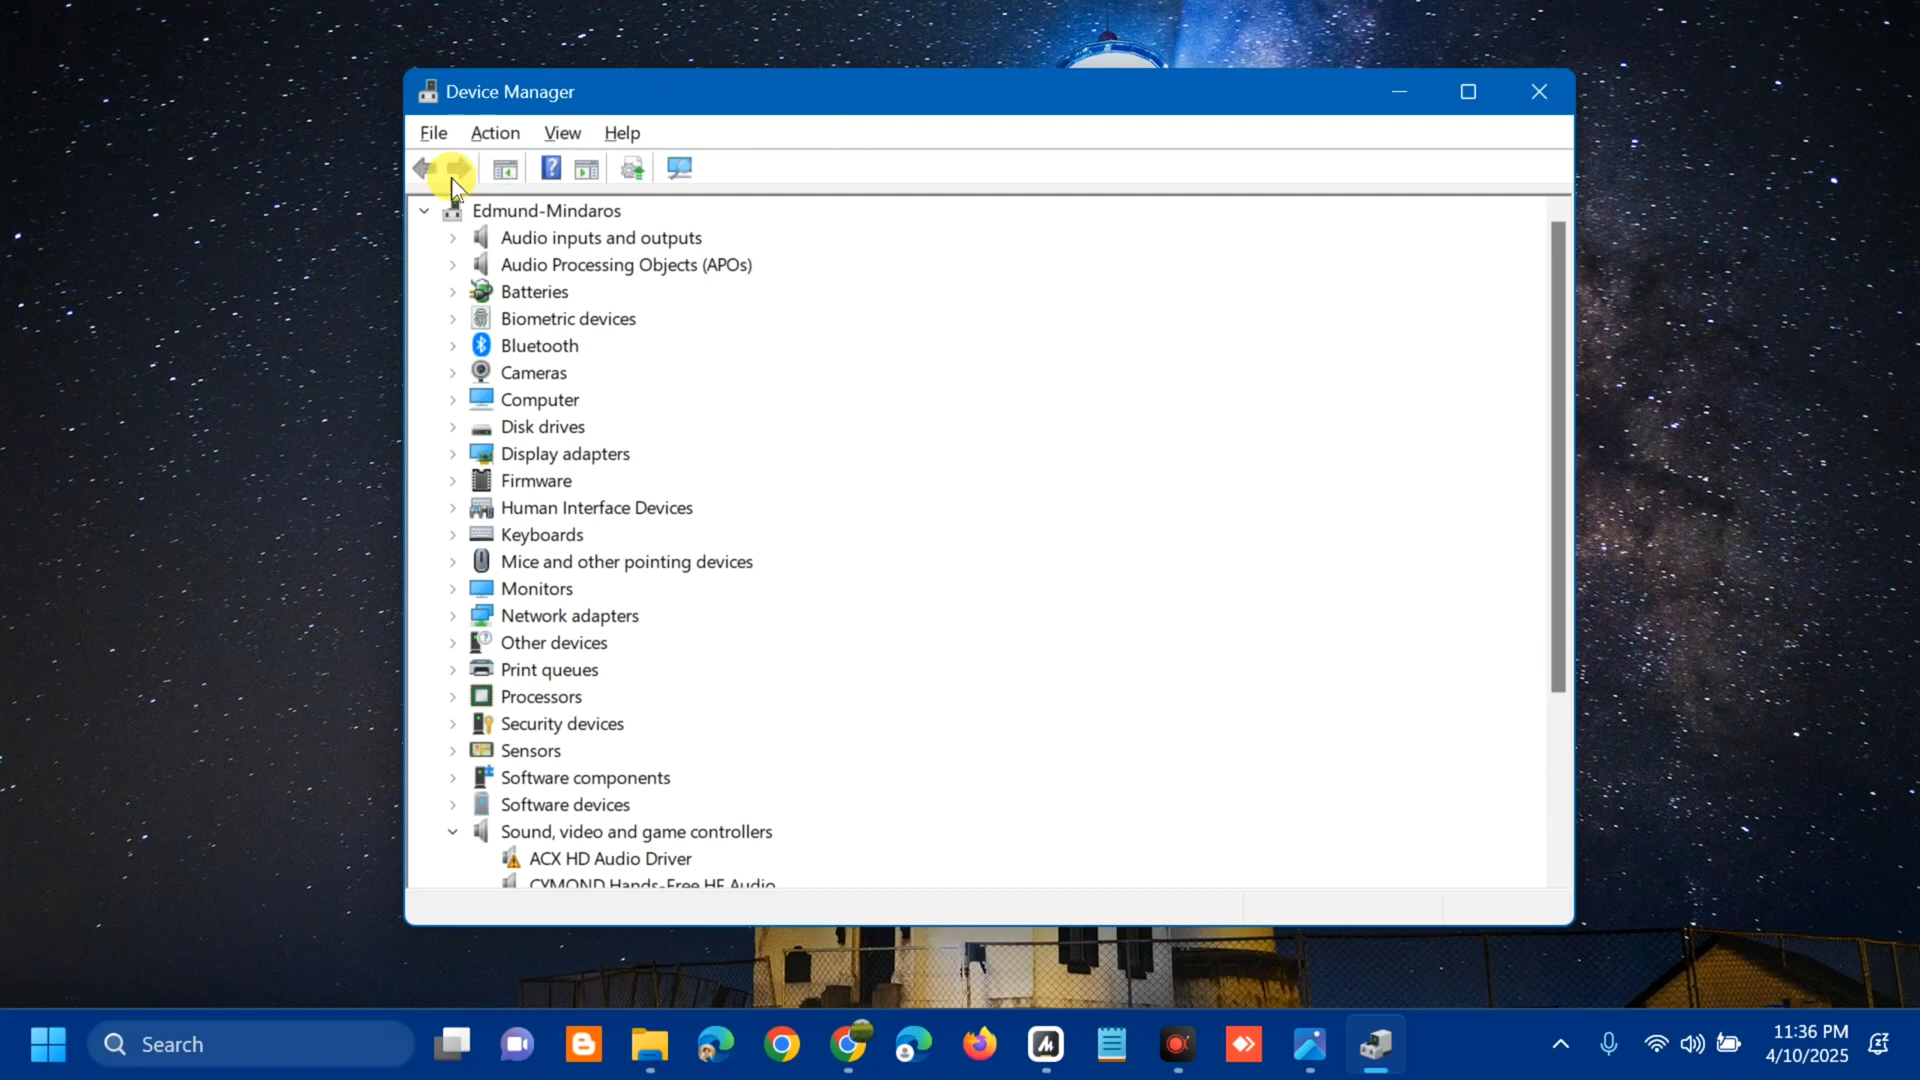 Device Manager
File Action View Help
Edmund-Mindaros
Audio inputs and outputs
Audio Processing Objects (APOs)
Batteries
Biometric devices
Bluetooth
Cameras
Computer
Disk drives
Display adapters
Firmware
Human Interface Devices
Keyboards
Mice and other pointing devices
Monitors
Network adapters
Other devices
Print queues
Processors
Security devices
Sensors
Software components
Software devices
Sound, video and game controllers
ACX HD Audio Driver
CYMOND Hands-Free HF Audio
Search
11:36 PM
4/10/2025